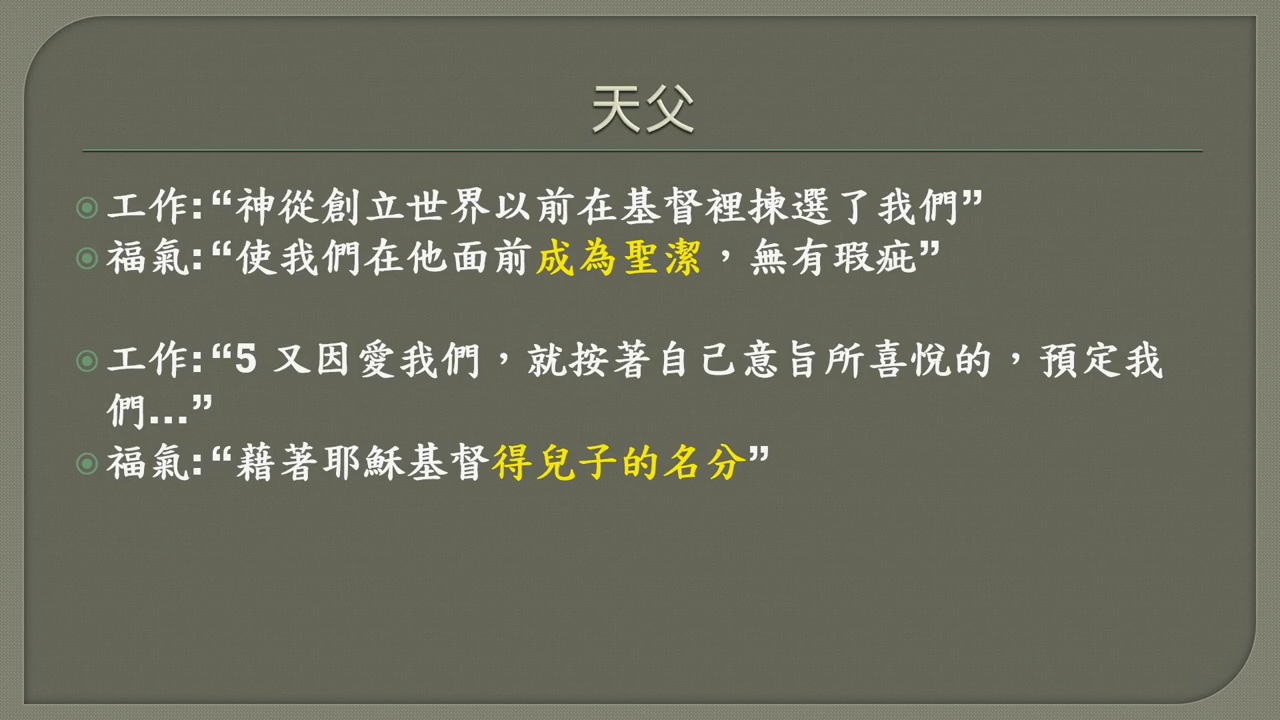 天父
工作:“神從創立世界以前在基督裡揀選了我們”
福氣:“使我們在他面前成為聖潔，無有瑕疵”
工作:“5 又因愛我們，就按著自己意旨所喜悅的，預定我
們...”
福氣:“藉著耶穌基督得兒子的名分”